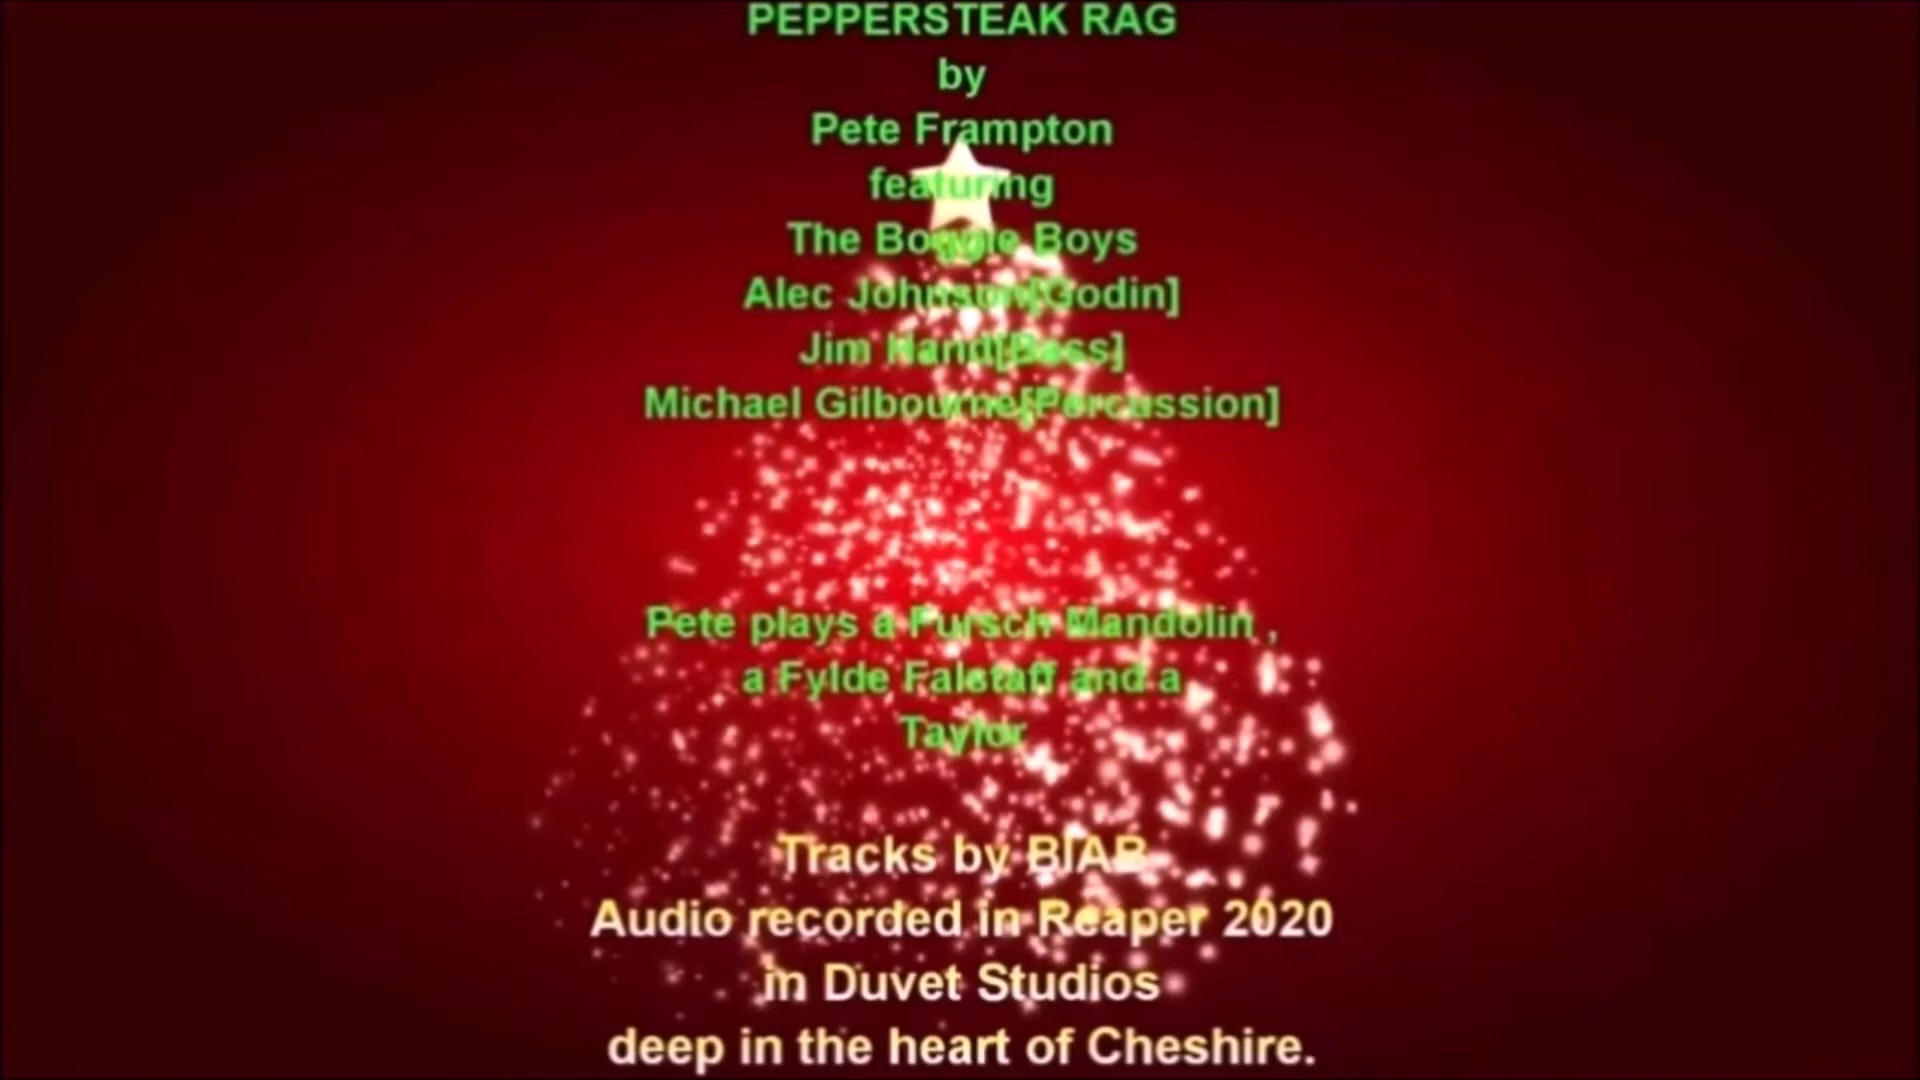 PEPPERSTEAK RAG
by
Pete Frampton
featuring
The Boggie Boys
Alec Johnson[Godin]
Jim Hand[Bass]
Michael Gilbourne[Percussion]
Pete plays a Fursch Mandolin ,
a Fylde Falstaff and a
Taylor
Tracks by BIAB
Audio recorded in Reaper 2020
in Duvet Studios
deep in the heart of Cheshire.